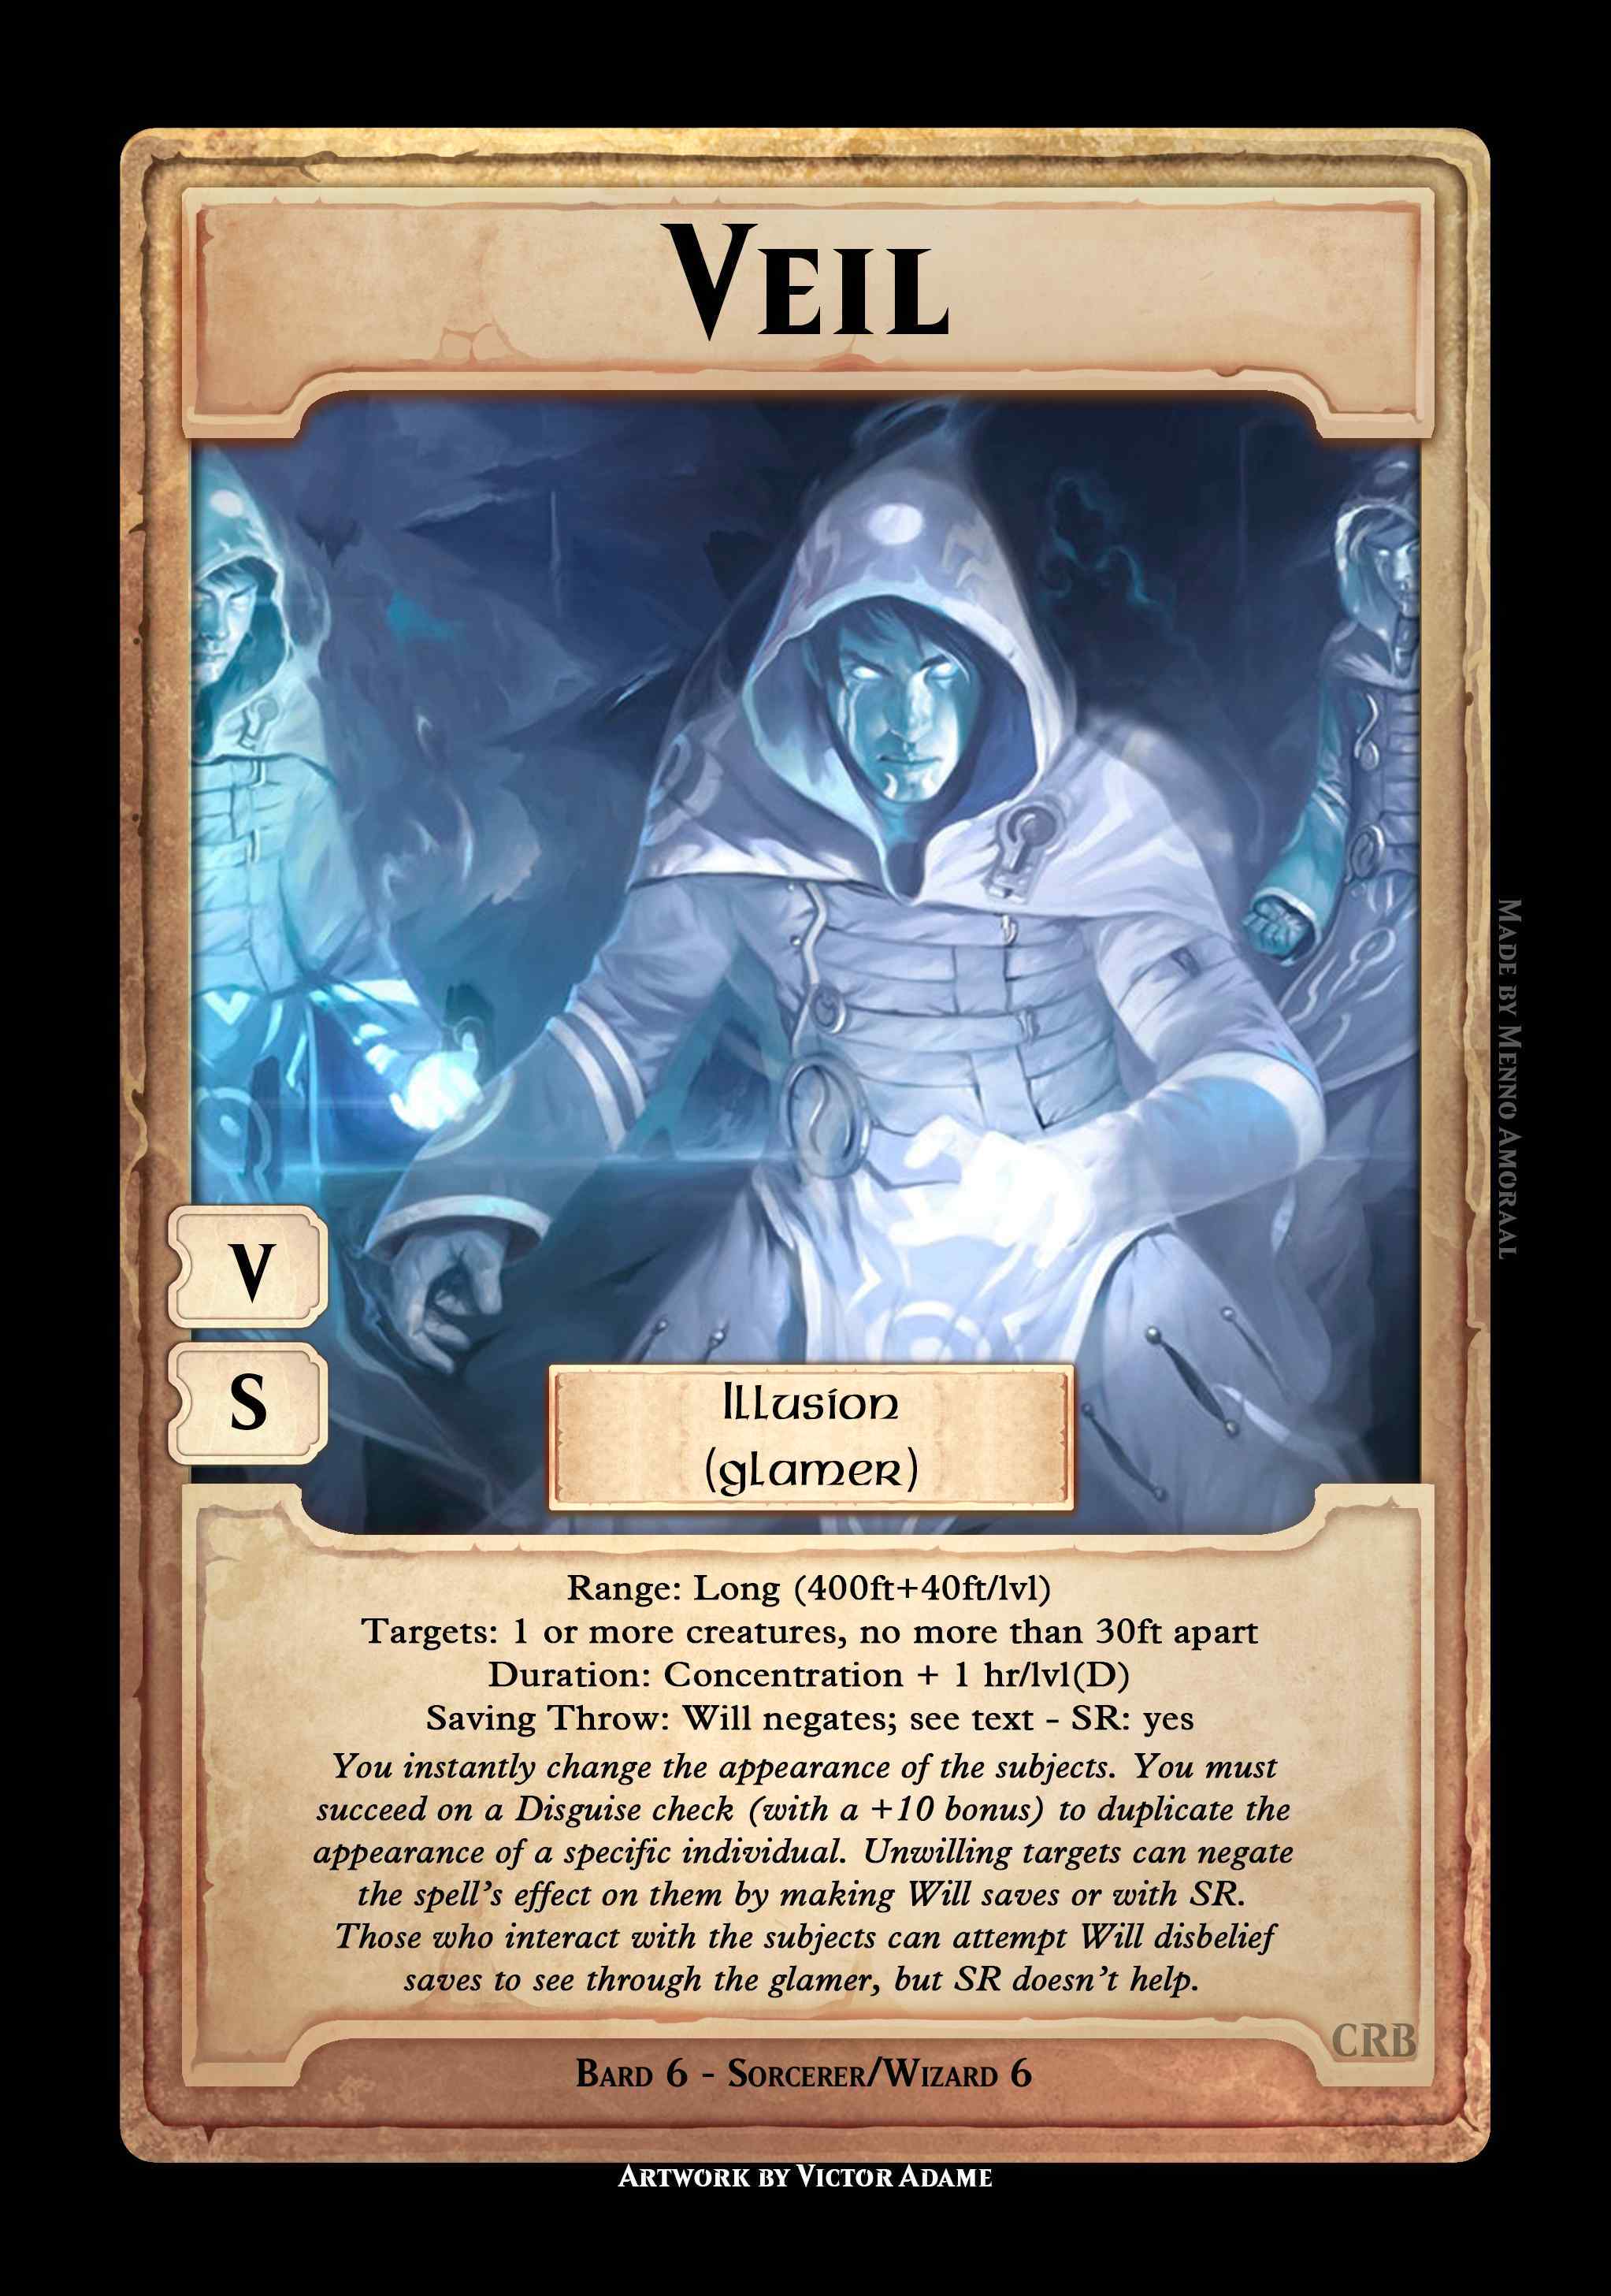 Veil
Made by Menno Amoraal
V
S
Illusion
(glamer)
Range: Long (400ft+40ft/lvl)
Targets: 1 or more creatures, no more than 30ft apart
Duration: Concentration + 1 hr/lvl(D)
Saving Throw: Will negates; see text - SR: yes
You instantly change the appearance of the subjects. You must
succeed on a Disguise check (with a +10 bonus) to duplicate the
appearance of a specific individual. Unwilling targets can negate
the spell's effect on them by making Will saves or with SR.
Those who interact with the subjects can attempt Will disbelief
saves to see through the glamer, but SR doesn't help.
CRB
Bard 6 - Sorcerer/Wizard 6
Artwork by Victor Adame